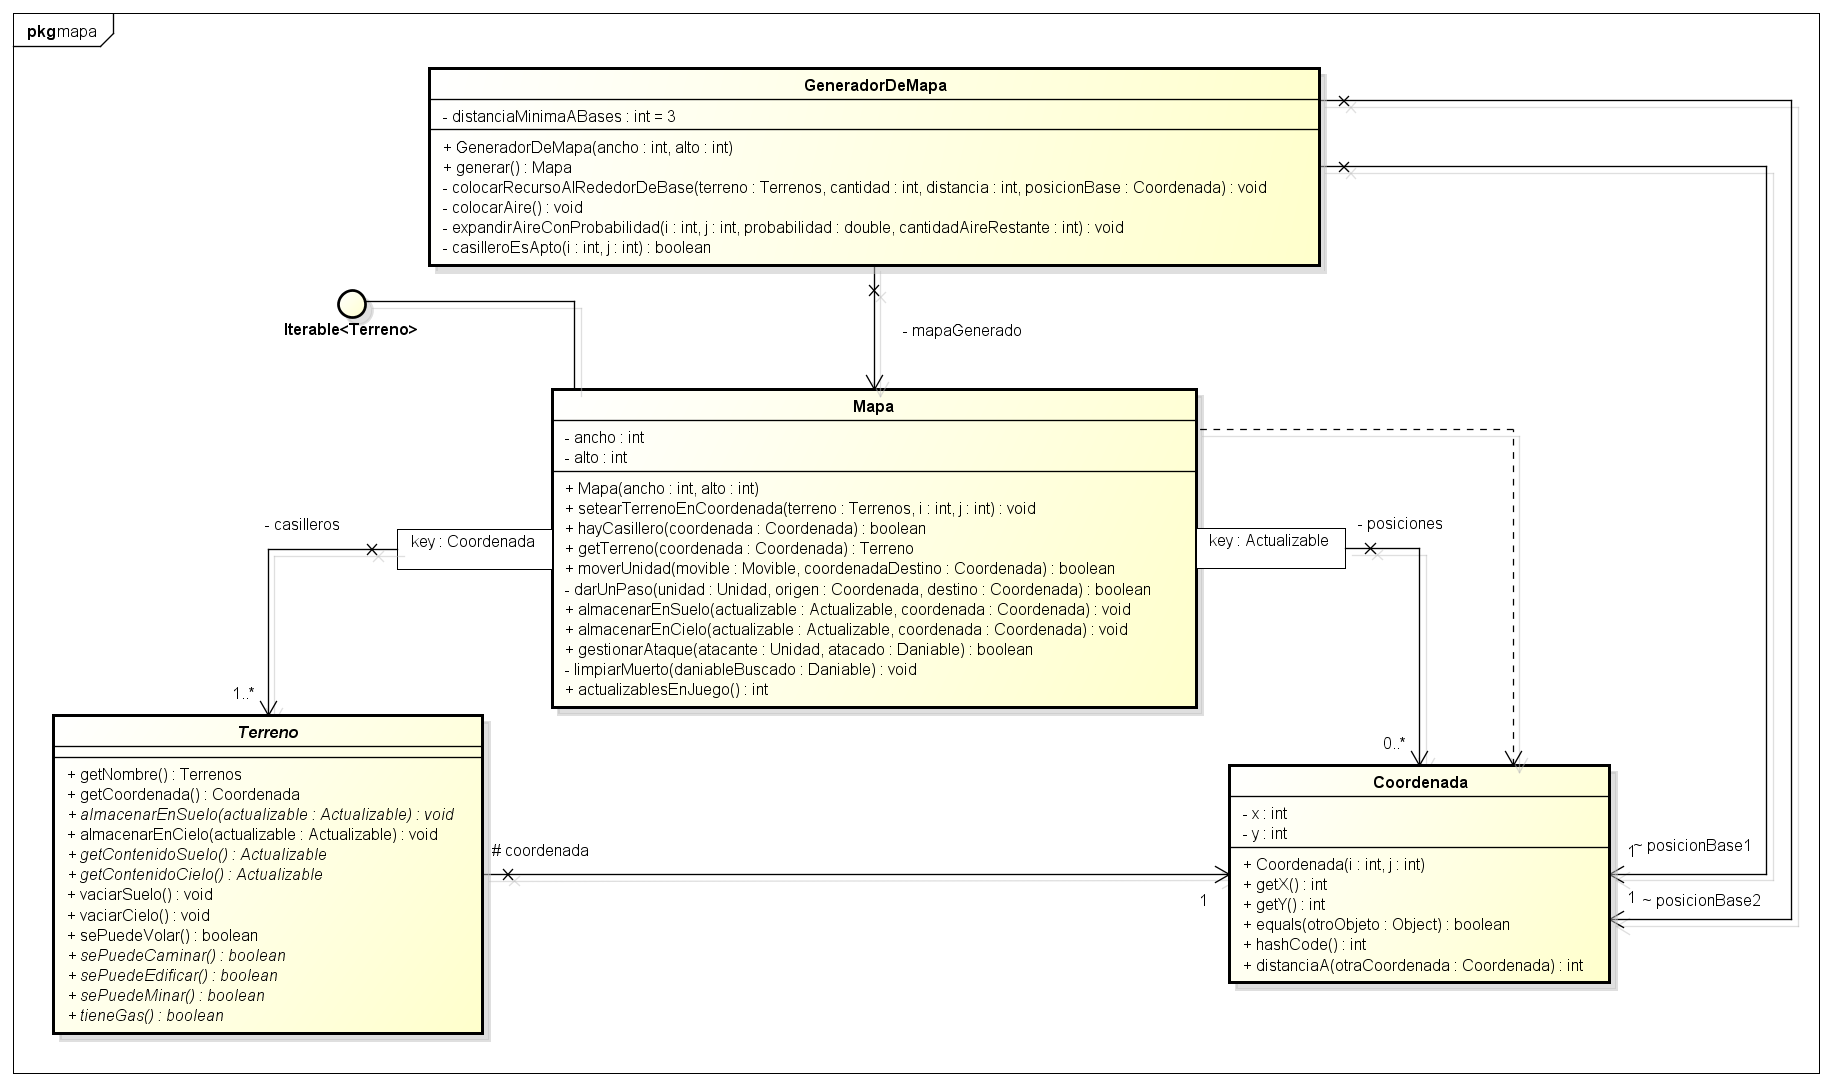 pkg mapa
GeneradorDeMapa
- distanciaMinimaABases : int = 3
+ GeneradorDeMapa(ancho : int, alto : int)
+ generar() : Mapa
- colocarRecursoAlRededorDeBase(terreno : Terrenos, cantidad : int, distancia : int, posicionBase : Coordenada) : void
- colocarAire() : void
- expandirAireConProbabilidad(i : int, j : int, probabilidad : double, cantidadAireRestante : int) : void
- casilleroEsApto(i : int, j : int) : boolean
Iterable<Terreno>
- mapaGenerado
Mapa
- ancho : int
- alto : int
+ Mapa(ancho : int, alto : int)
+ setearTerrenoEnCoordenada(terreno : Terrenos, i : int, j : int) : void
+ hayCasillero(coordenada : Coordenada) : boolean
+ getTerreno(coordenada : Coordenada) : Terreno
+ moverUnidad(movible : Movible, coordenadaDestino : Coordenada) : boolean
- darUnPaso(unidad : Unidad, origen : Coordenada, destino : Coordenada) : boolean
+ almacenarEnSuelo(actualizable : Actualizable, coordenada : Coordenada) : void
+ almacenarEnCielo(actualizable : Actualizable, coordenada : Coordenada) : void
+ gestionarAtaque(atacante : Unidad, atacado : Daniable) : boolean
- limpiarMuerto(daniableBuscado : Daniable) : void
+ actualizablesEnJuego() : int
- casilleros
key : Coordenada
key : Actualizable
- posiciones
1..*
0..*
Terreno
+ getNombre() : Terrenos
+ getCoordenada() : Coordenada
+ almacenarEnSuelo(actualizable : Actualizable) : void
+ almacenarEnCielo(actualizable : Actualizable) : void
+ getContenidoSuelo() : Actualizable
+ getContenidoCielo() : Actualizable
+ vaciarSuelo() : void
+ vaciarCielo() : void
+ sePuedeVolar() : boolean
+ sePuedeCaminar() : boolean
+ sePuedeEdificar() : boolean
+ sePuedeMinar() : boolean
+ tieneGas() : boolean
# coordenada
1
Coordenada
- x : int
- y : int
+ Coordenada(i : int, j : int)
+ getX() : int
+ getY() : int
+ equals(otroObjeto : Object) : boolean
+ hashCode() : int
+ distanciaA(otraCoordenada : Coordenada) : int
1 ~ posicionBase1
1 ~ posicionBase2